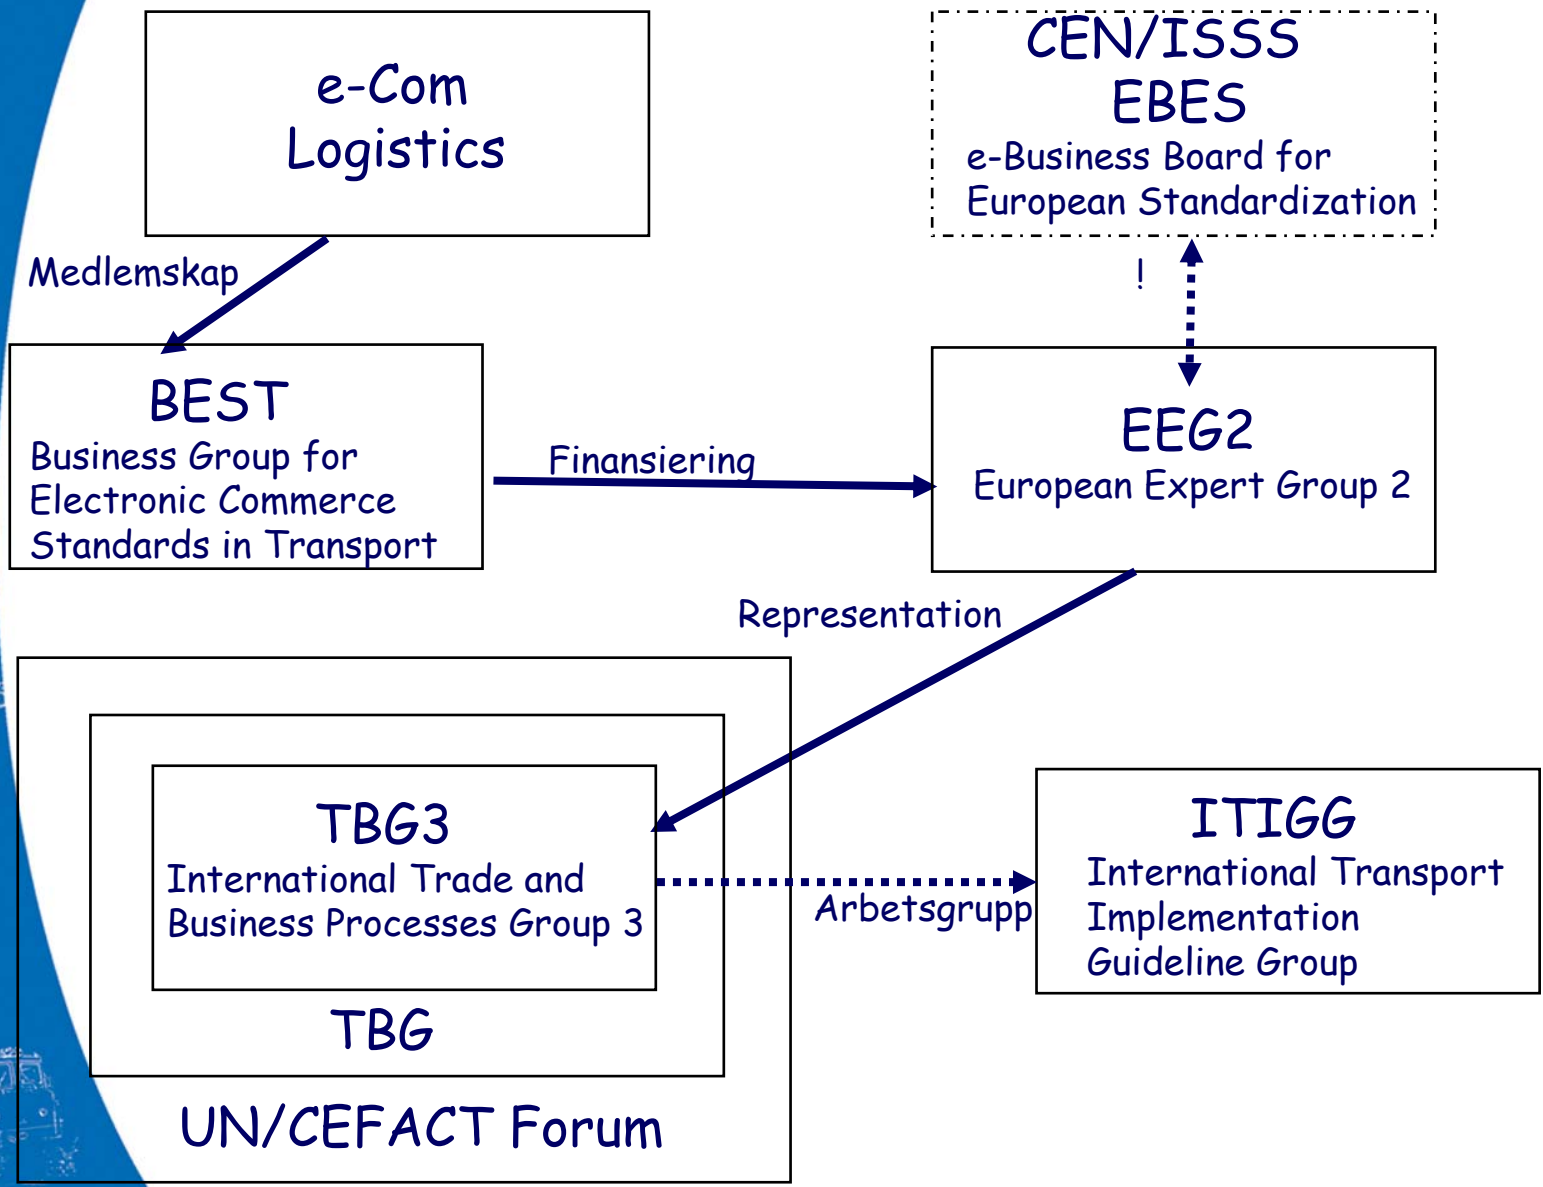 e-Com
Logistics
CEN/ISSS
EBES
e-Business Board for
European Standardization
Medlemskap
!
BEST
Business Group for
Electronic Commerce
Standards in Transport
Finansiering
EEG2
European Expert Group 2
Representation
TBG3
International Trade and
Business Processes Group 3
Arbetsgrupp
ITIGG
International Transport
Implementation
Guideline Group
TBG
UN/CEFACT Forum